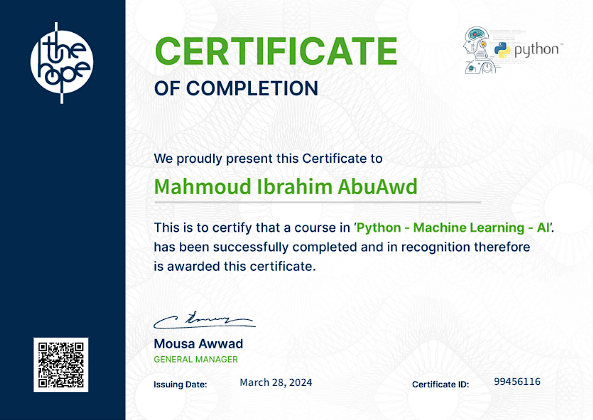 the
hope
CERTIFICATE
OF COMPLETION
python™
We proudly present this Certificate to
Mahmoud Ibrahim AbuAwd
This is to certify that a course in ‘Python - Machine Learning - AI’.
has been successfully completed and in recognition therefore
is awarded this certificate.
Mousa Awwad
GENERAL MANAGER
Issuing Date: March 28, 2024
Certificate ID: 99456116